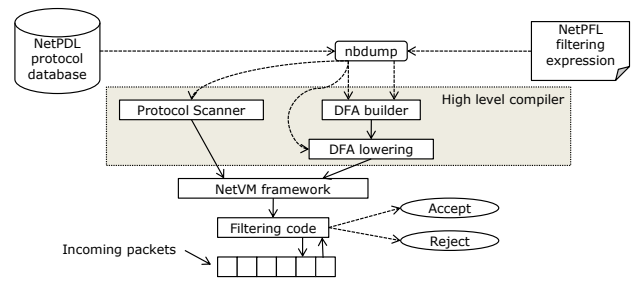 NetPDL
protocol
database
nbdump
NetPFL
filtering
expression
High level compiler
Protocol Scanner
DFA builder
DFA lowering
NetVM framework
Filtering code
Accept
Reject
Incoming packets